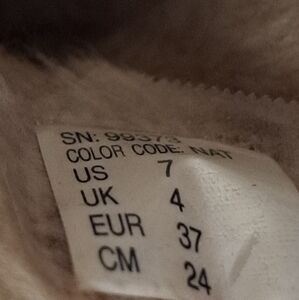 SN: 99373
COLOR CODE: NAT
US 7
UK 4
EUR 37
CM 24